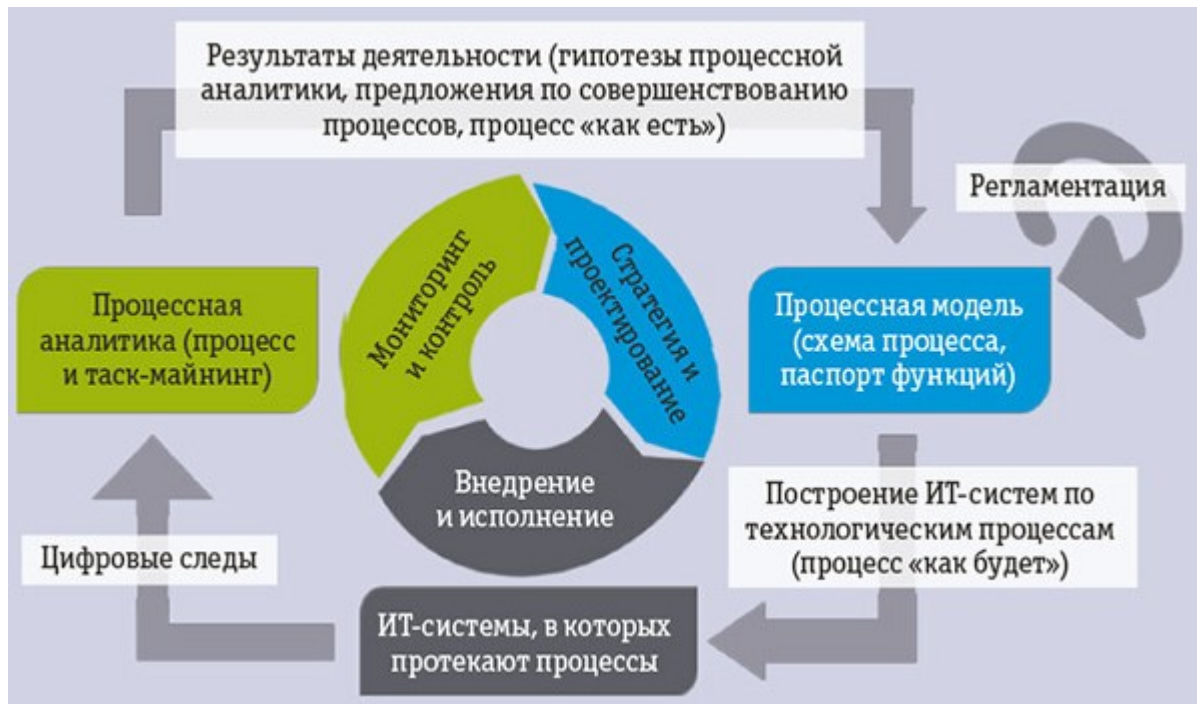 Результаты деятельности (гипотезы процессной
аналитики, предложения по совершенствованию
процессов, процесс «как есть»)
Регламентация
Мониторинг
и контроль
Стратегия и
проектирование
Процессная
аналитика (процесс
и таск-майнинг)
Процессная модель
(схема процесса,
паспорт функций)
Внедрение
и исполнение
Построение ИТ-систем по
технологическим процессам
(процесс «как будет»)
Цифровые следы
ИТ-системы, в которых
протекают процессы